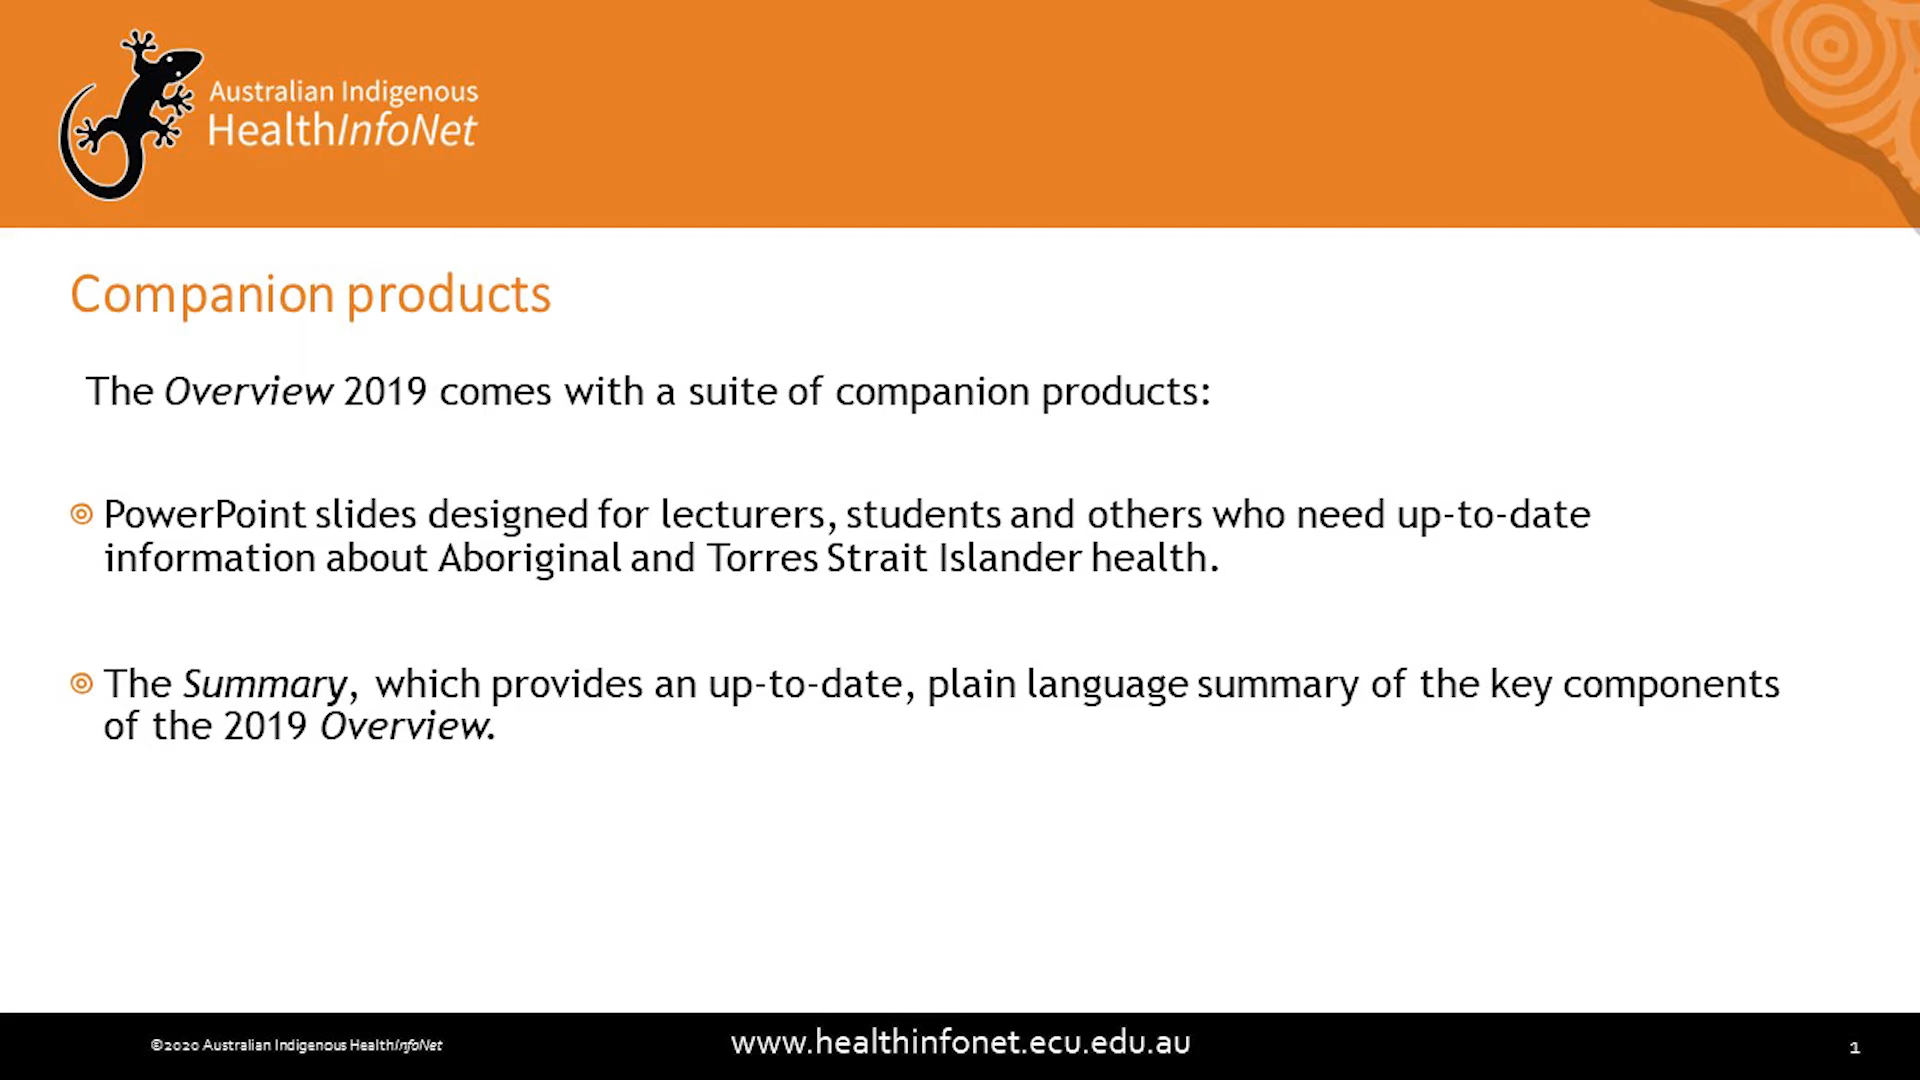 Australian Indigenous
HealthInfoNet
Companion products
The Overview 2019 comes with a suite of companion products:
PowerPoint slides designed for lecturers, students and others who need up-to-date
information about Aboriginal and Torres Strait Islander health.
The Summary, which provides an up-to-date, plain language summary of the key components
of the 2019 Overview.
©2020 Australian Indigenous HealthInfoNet
www.healthinfonet.ecu.edu.au
1